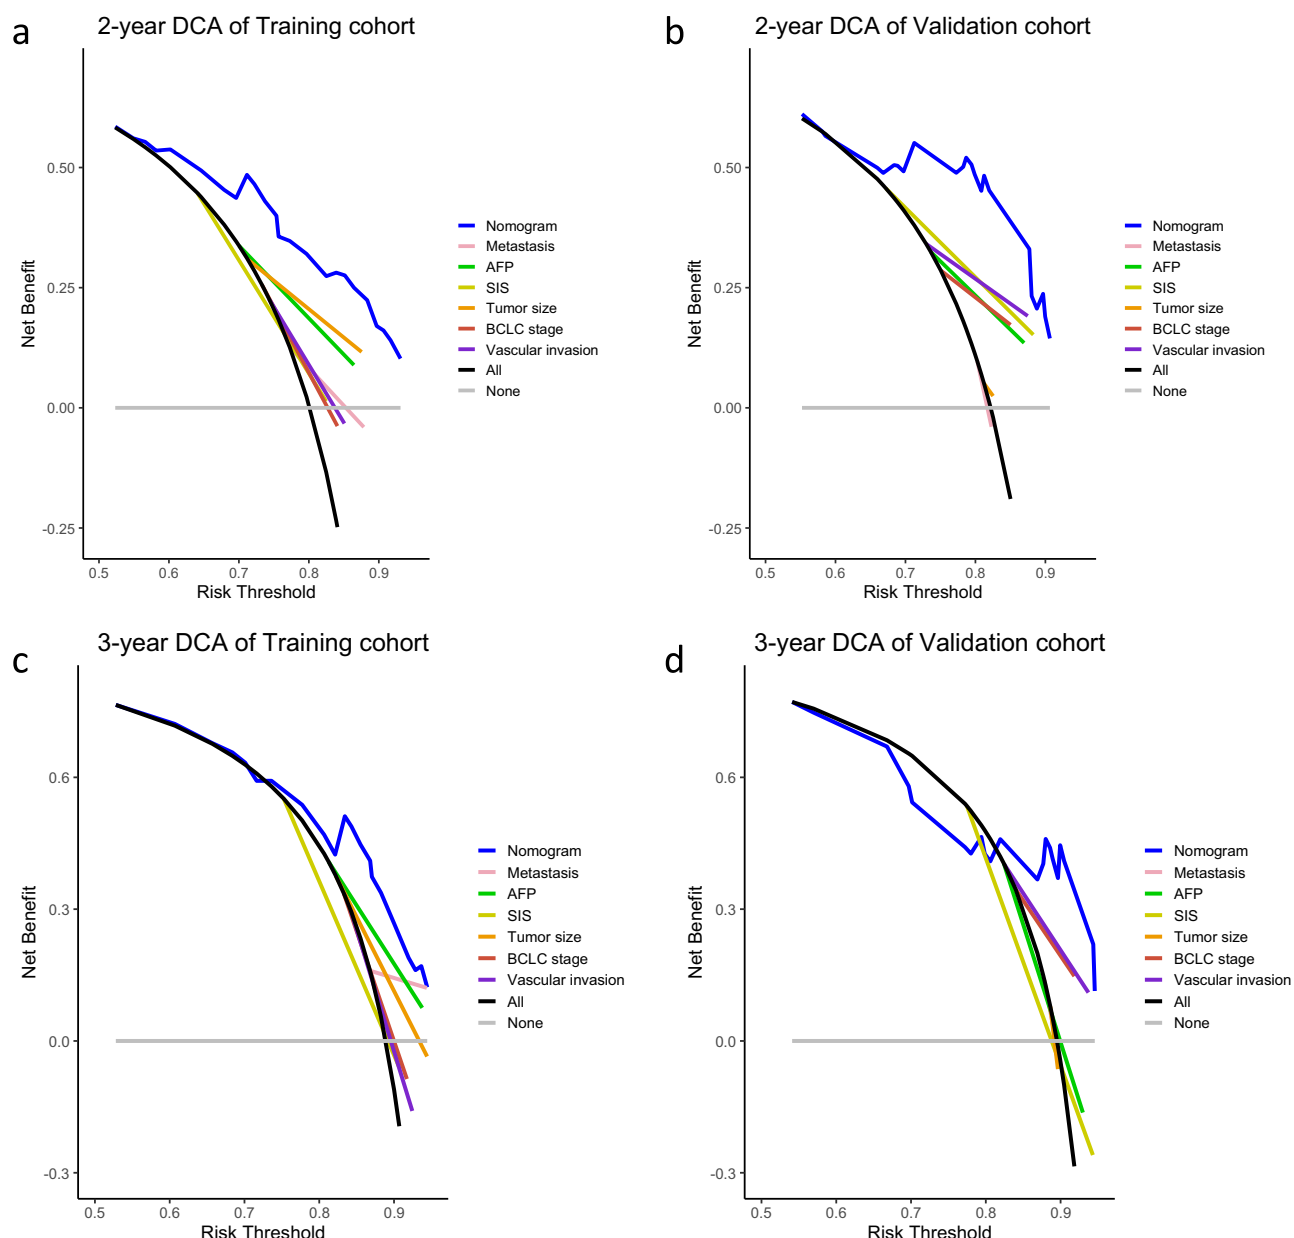 a
2-year DCA of Training cohort
Net Benefit
0.50
0.25
0.00
-0.25
0.5 0.6 0.7 0.8 0.9
Risk Threshold
Nomogram
Metastasis
AFP
SIS
Tumor size
BCLC stage
Vascular invasion
All
None
b
2-year DCA of Validation cohort
Net Benefit
0.50
0.25
0.00
-0.25
0.5 0.6 0.7 0.8 0.9
Risk Threshold
Nomogram
Metastasis
AFP
SIS
Tumor size
BCLC stage
Vascular invasion
All
None
c
3-year DCA of Training cohort
Net Benefit
0.6
0.3
0.0
-0.3
0.5 0.6 0.7 0.8 0.9
Risk Threshold
Nomogram
Metastasis
AFP
SIS
Tumor size
BCLC stage
Vascular invasion
All
None
d
3-year DCA of Validation cohort
Net Benefit
0.6
0.3
0.0
-0.3
0.5 0.6 0.7 0.8 0.9
Risk Threshold
Nomogram
Metastasis
AFP
SIS
Tumor size
BCLC stage
Vascular invasion
All
None